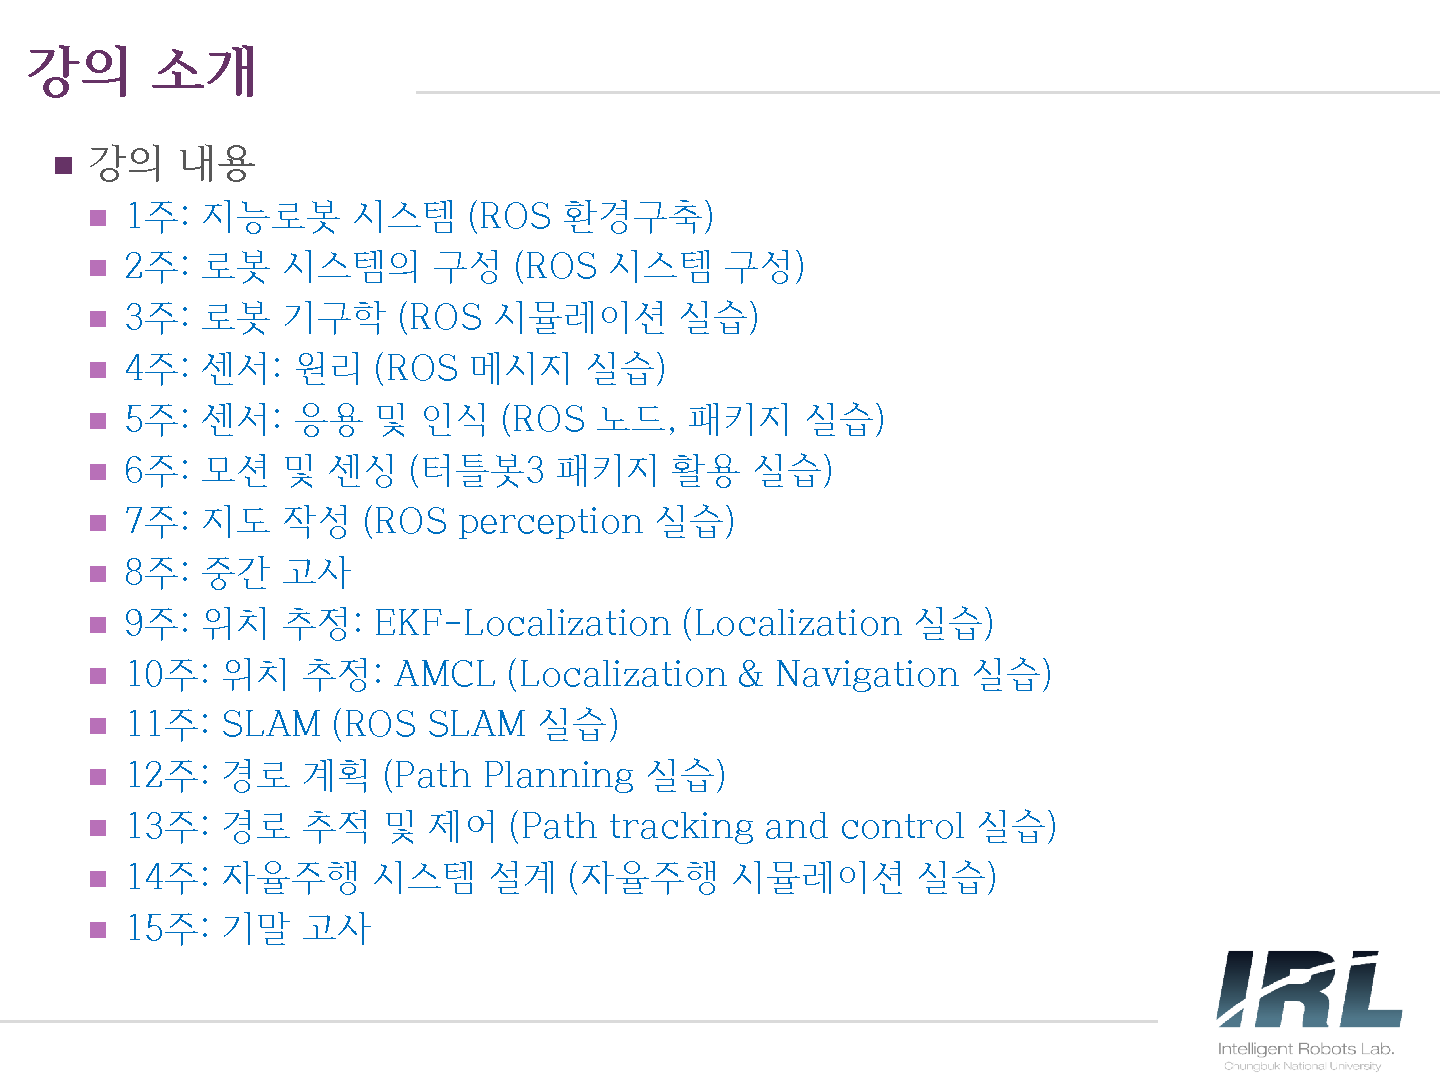 강의 소개
강의 내용
1주: 지능로봇 시스템 (ROS 환경구축)
2주: 로봇 시스템의 구성 (ROS 시스템 구성)
3주: 로봇 기구학 (ROS 시뮬레이션 실습)
4주: 센서: 원리 (ROS 메시지 실습)
5주: 센서: 응용 및 인식 (ROS 노드, 패키지 실습)
6주: 모션 및 센싱 (터틀봇3 패키지 활용 실습)
7주: 지도 작성 (ROS perception 실습)
8주: 중간 고사
9주: 위치 추정: EKF-Localization (Localization 실습)
10주: 위치 추정: AMCL (Localization & Navigation 실습)
11주: SLAM (ROS SLAM 실습)
12주: 경로 계획 (Path Planning 실습)
13주: 경로 추적 및 제어 (Path tracking and control 실습)
14주: 자율주행 시스템 설계 (자율주행 시뮬레이션 실습)
15주: 기말 고사
IRL
Intelligent Robots Lab.
Chungbuk National University